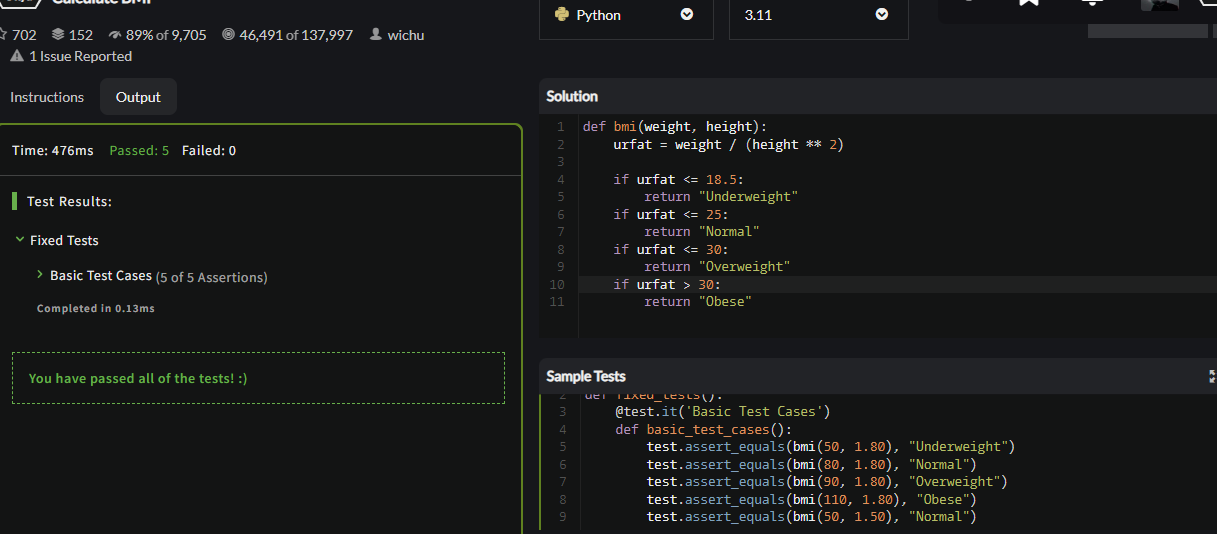 Calculate BMI
702 152 89% of 9,705 46,491 of 137,997 wichu
1 Issue Reported
Instructions Output
Time: 476ms Passed: 5 Failed: 0
Test Results:
Fixed Tests
Basic Test Cases (5 of 5 Assertions)
Completed in 0.13ms
You have passed all of the tests! :)
Python 3.11
Solution
1 def bmi(weight, height):
2 urfat = weight / (height ** 2)
3
4 if urfat <= 18.5:
5 return "Underweight"
6 if urfat <= 25:
7 return "Normal"
8 if urfat <= 30:
9 return "Overweight"
10 if urfat > 30:
11 return "Obese"
Sample Tests
2 def fixed_tests():
3 @test.it('Basic Test Cases')
4 def basic_test_cases():
5 test.assert_equals(bmi(50, 1.80), "Underweight")
6 test.assert_equals(bmi(80, 1.80), "Normal")
7 test.assert_equals(bmi(90, 1.80), "Overweight")
8 test.assert_equals(bmi(110, 1.80), "Obese")
9 test.assert_equals(bmi(50, 1.50), "Normal")